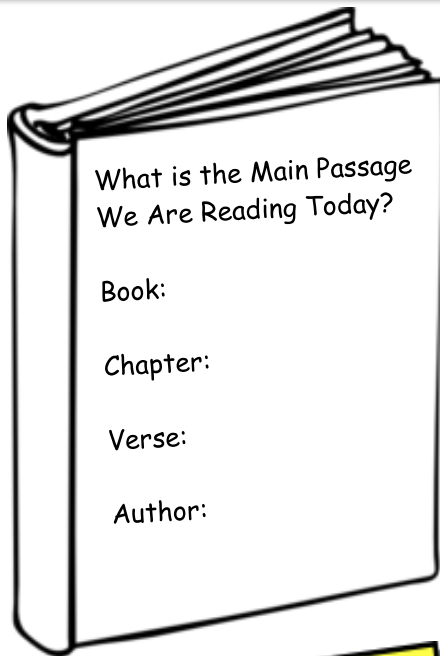 What is the Main Passage
We Are Reading Today?
Book:
Chapter:
Verse:
Author: